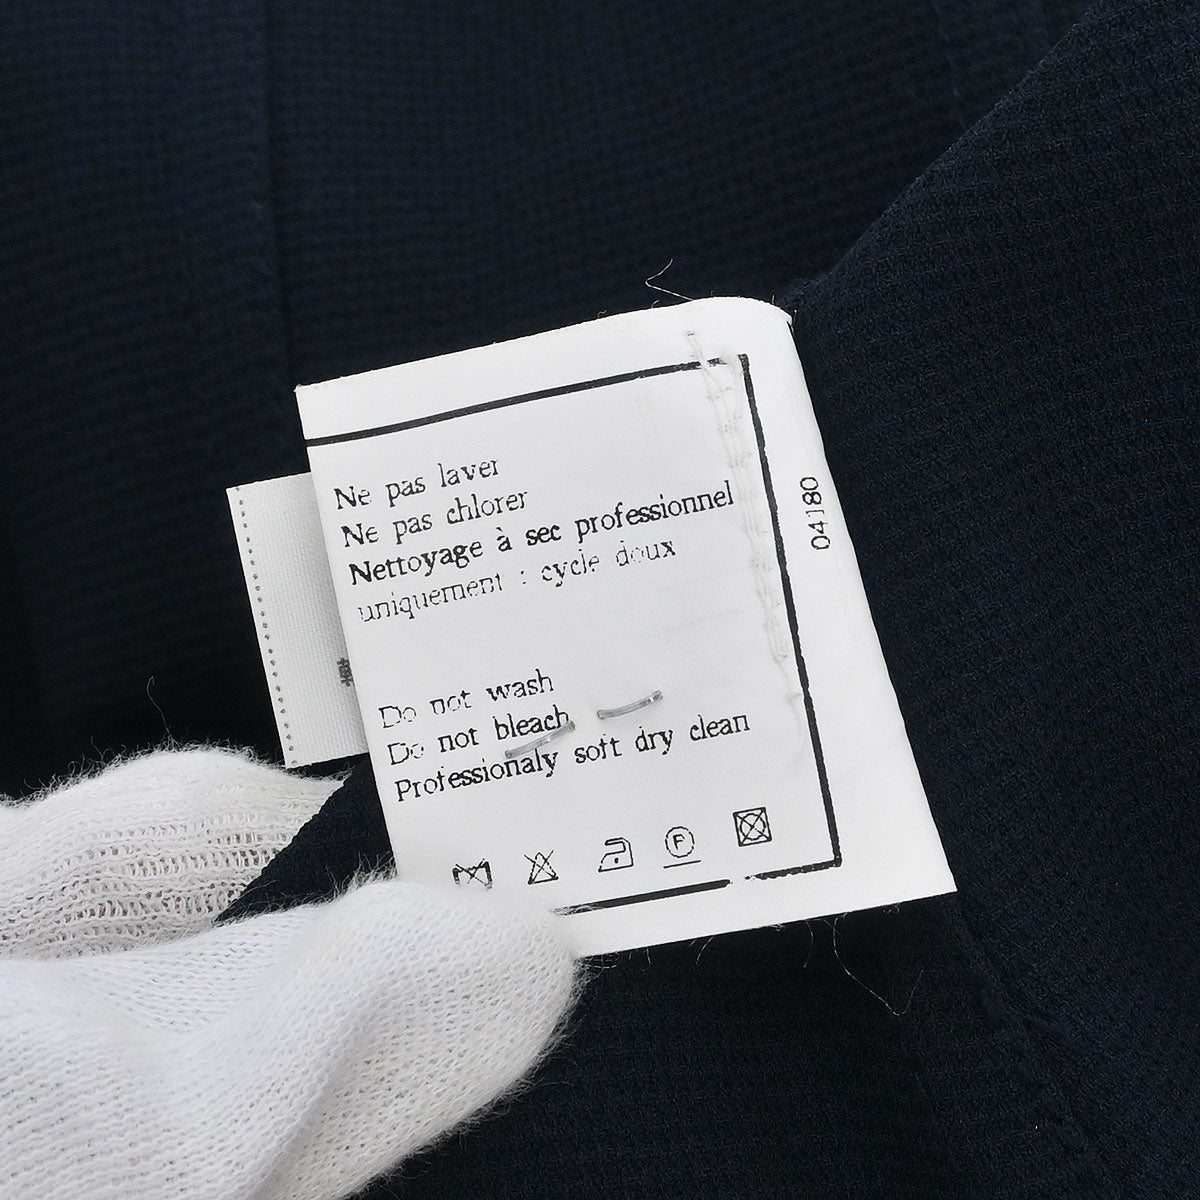 Ne pas laver
Ne pas chlorer
Nettoyage à sec professionnel
uniquement : cycle doux
Do not wash
Do not bleach
Professionaly soft dry clean
F
04180